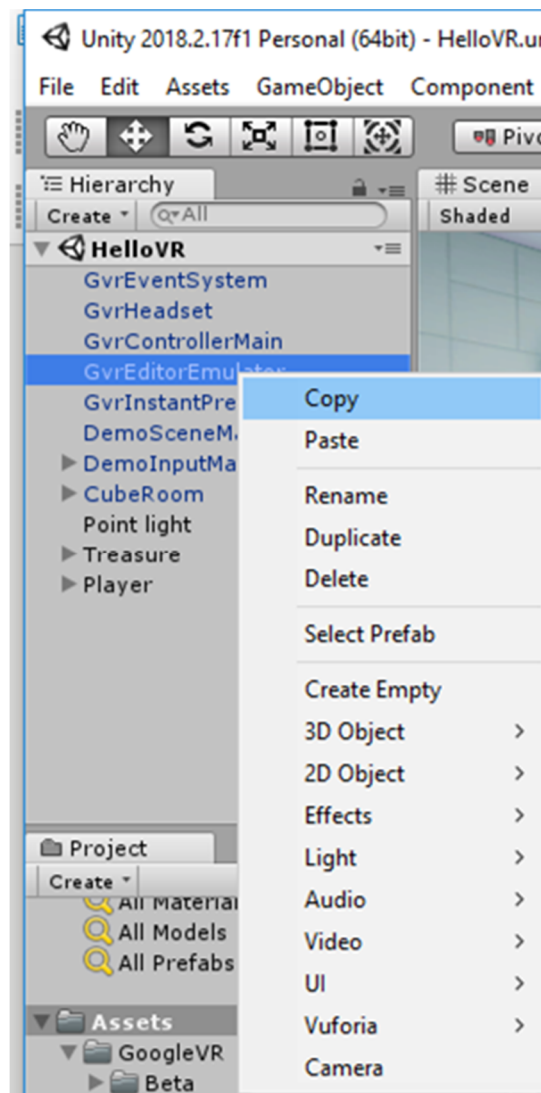 Unity 2018.2.17f1 Personal (64bit) - HelloVR.un
File Edit Assets GameObject Component
Pivo
Hierarchy
# Scene
Create All
Shaded
HelloVR
GvrEventSystem
GvrHeadset
GvrControllerMain
GvrEditorEmulator
GvrInstantPre
DemoSceneMa
DemoInputMa
CubeRoom
Point light
Treasure
Player
Copy
Paste
Rename
Duplicate
Delete
Select Prefab
Create Empty
3D Object
2D Object
Effects
Light
Audio
Video
UI
Vuforia
Camera
Project
Create
All Material
All Models
All Prefabs
Assets
GoogleVR
Beta